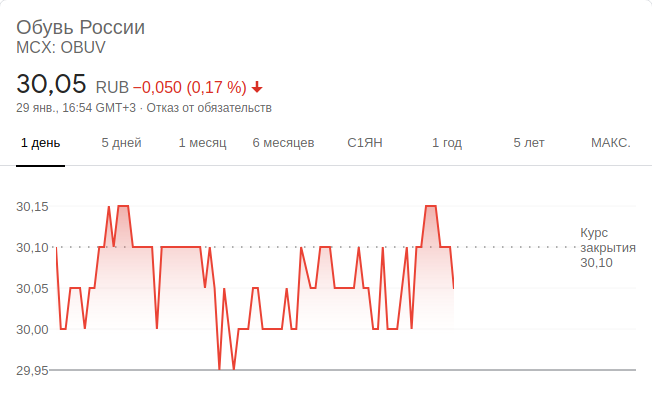 Обувь России
MCX: OBUV
30,05 RUB −0,050 (0,17 %)
29 янв., 16:54 GMT+3 · Отказ от обязательств
1 день 5 дней 1 месяц 6 месяцев С1ЯН 1 год 5 лет МАКС.
30,15
30,10
30,05
30,00
29,95
Курс
закрытия
30,10